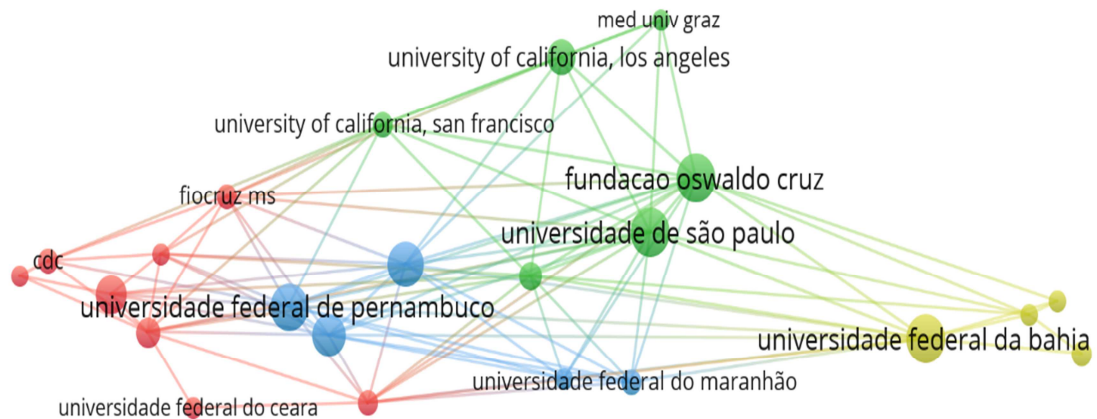 med univ graz
university of california, los angeles
university of california, san francisco
fundacao oswaldo cruz
fiocruz ms
universidade de são paulo
cdc
universidade federal de pernambuco
universidade federal da bahia
universidade federal do maranhão
universidade federal do ceara